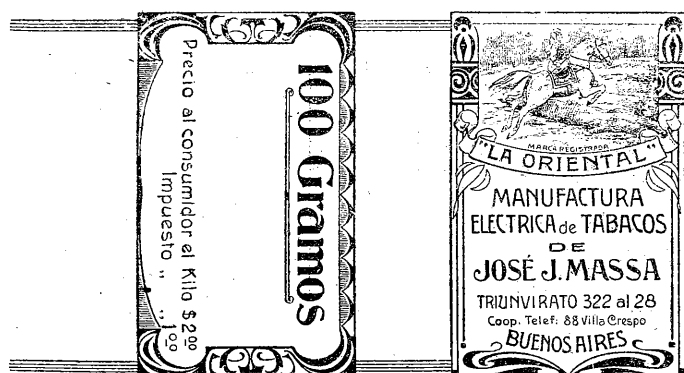 100 Gramos
Precio al consumidor el Kilo $ 2.00
Impuesto „ „ 1.00
MARCA REGISTRADA
"LA ORIENTAL"
MANUFACTURA
ELECTRICA de TABACOS
DE
JOSÉ J. MASSA
TRIUNVIRATO 322 al 28
Coop. Telef: 88 Villa Crespo
BUENOS AIRES